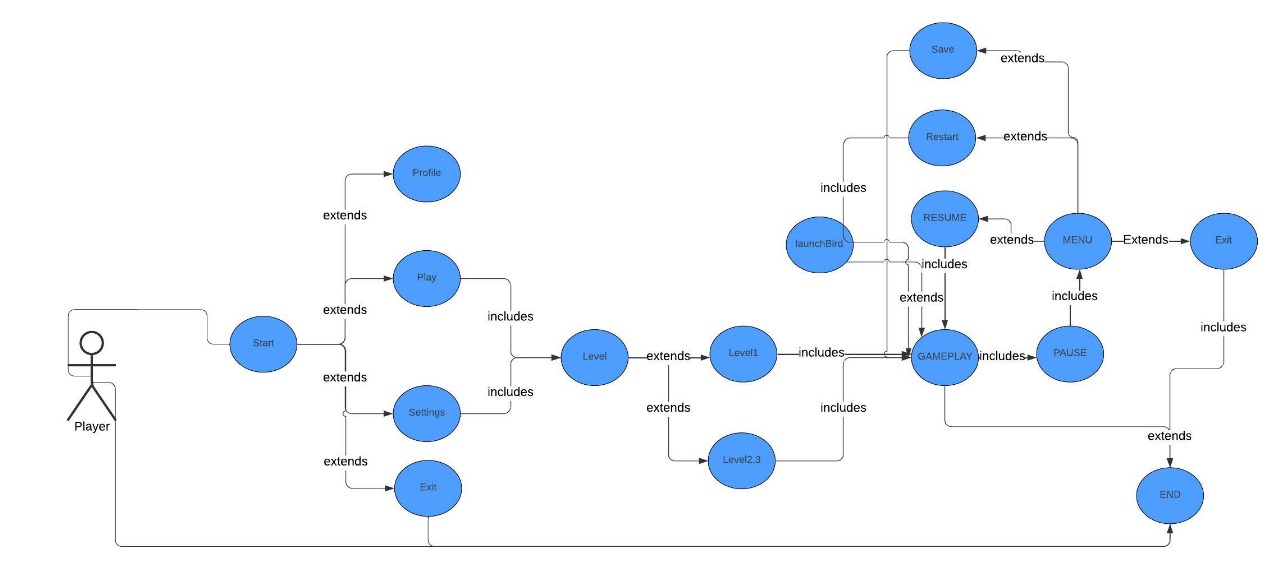 Save
extends
Restart
extends
Profile
includes
extends
RESUME
extends
MENU
Extends
Exit
launchBird
includes
Play
extends
includes
extends
includes
includes
Start
Level
extends
Level1
includes
GAMEPLAY
includes
PAUSE
extends
Settings
includes
extends
includes
Player
extends
extends
Level2,3
Exit
END